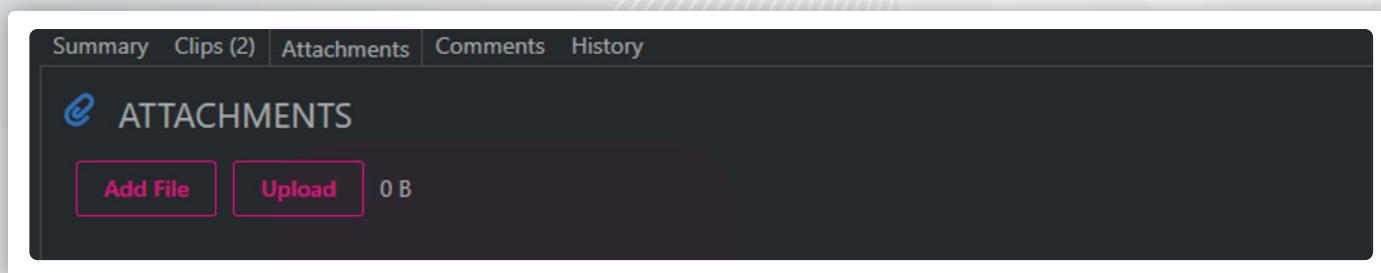 Summary Clips (2) Attachments Comments History
ATTACHMENTS
Add File Upload 0 B